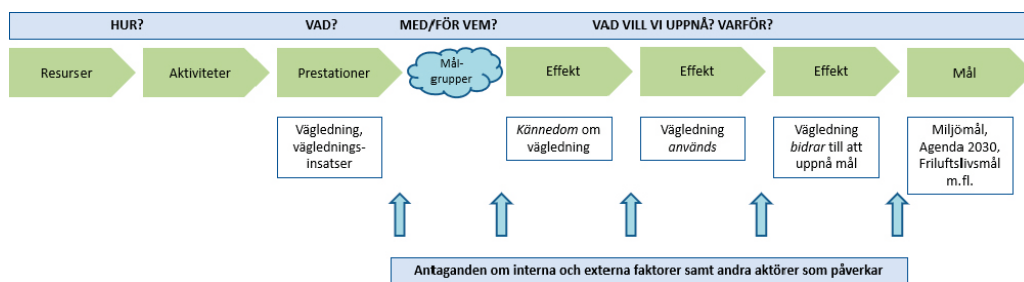 HUR? VAD? MED/FÖR VEM? VAD VILL VI UPPNÅ? VARFÖR?
Resurser
Aktiviteter
Prestationer
Mål-
grupper
Effekt
Effekt
Effekt
Mål
Vägledning,
väglednings-
insatser
Kännedom om
vägledning
Vägledning
används
Vägledning
bidrar till att
uppnå mål
Miljömål,
Agenda 2030,
Friluftslivsmål
m.fl.
Antaganden om interna och externa faktorer samt andra aktörer som påverkar